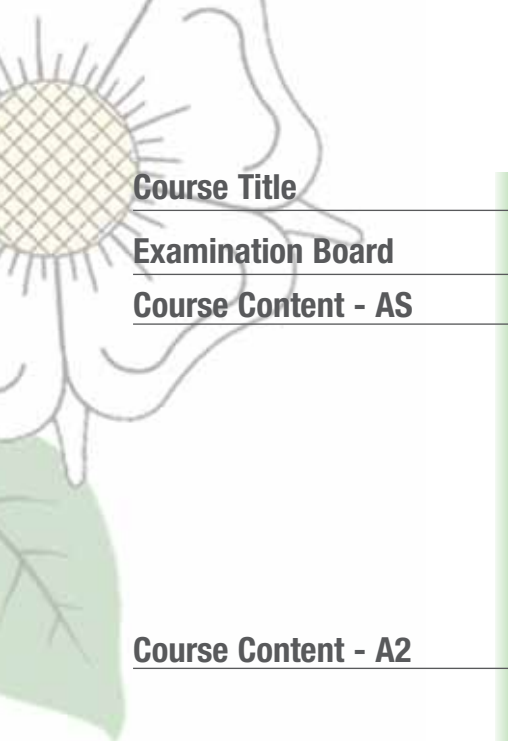 Course Title
Examination Board
Course Content - AS
Course Content - A2